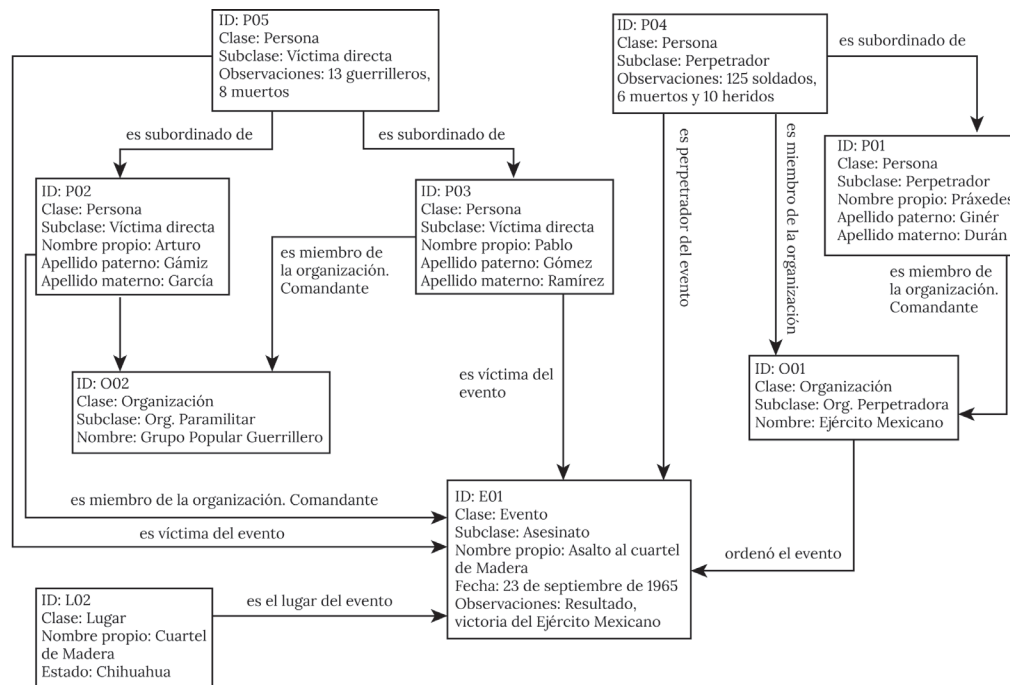 ID: P05
Clase: Persona
Subclase: Víctima directa
Observaciones: 13 guerrilleros,
8 muertos
ID: P04
Clase: Persona
Subclase: Perpetrador
Observaciones: 125 soldados,
6 muertos y 10 heridos
es subordinado de
es subordinado de
es subordinado de
es perpetrador del evento
es miembro de la organización
ID: P01
Clase: Persona
Subclase: Perpetrador
Nombre propio: Práxedes
Apellido paterno: Ginér
Apellido materno: Durán
ID: P02
Clase: Persona
Subclase: Víctima directa
Nombre propio: Arturo
Apellido paterno: Gámiz
Apellido materno: García
ID: P03
Clase: Persona
Subclase: Víctima directa
Nombre propio: Pablo
Apellido paterno: Gómez
Apellido materno: Ramírez
es miembro de
la organización.
Comandante
es miembro de
la organización.
Comandante
ID: O02
Clase: Organización
Subclase: Org. Paramilitar
Nombre: Grupo Popular Guerrillero
es víctima del
evento
ID: O01
Clase: Organización
Subclase: Org. Perpetradora
Nombre: Ejército Mexicano
es miembro de la organización. Comandante
es víctima del evento
ID: E01
Clase: Evento
Subclase: Asesinato
Nombre propio: Asalto al cuartel
de Madera
Fecha: 23 de septiembre de 1965
Observaciones: Resultado,
victoria del Ejército Mexicano
ordenó el evento
ID: L02
Clase: Lugar
Nombre propio: Cuartel
de Madera
Estado: Chihuahua
es el lugar del evento